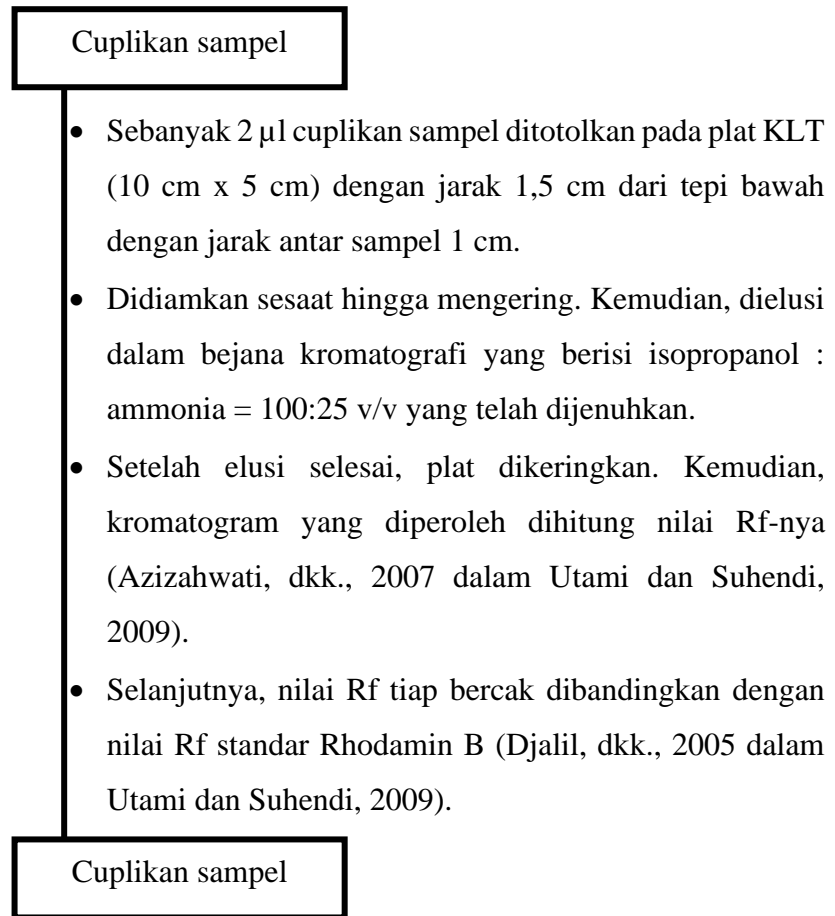 Cuplikan sampel
• Sebanyak 2 µl cuplikan sampel ditotolkan pada plat KLT
(10 cm x 5 cm) dengan jarak 1,5 cm dari tepi bawah
dengan jarak antar sampel 1 cm.
• Didiamkan sesaat hingga mengering. Kemudian, dielusi
dalam bejana kromatografi yang berisi isopropanol :
ammonia = 100:25 v/v yang telah dijenuhkan.
• Setelah elusi selesai, plat dikeringkan. Kemudian,
kromatogram yang diperoleh dihitung nilai Rf-nya
(Azizahwati, dkk., 2007 dalam Utami dan Suhendi,
2009).
• Selanjutnya, nilai Rf tiap bercak dibandingkan dengan
nilai Rf standar Rhodamin B (Djalil, dkk., 2005 dalam
Utami dan Suhendi, 2009).
Cuplikan sampel